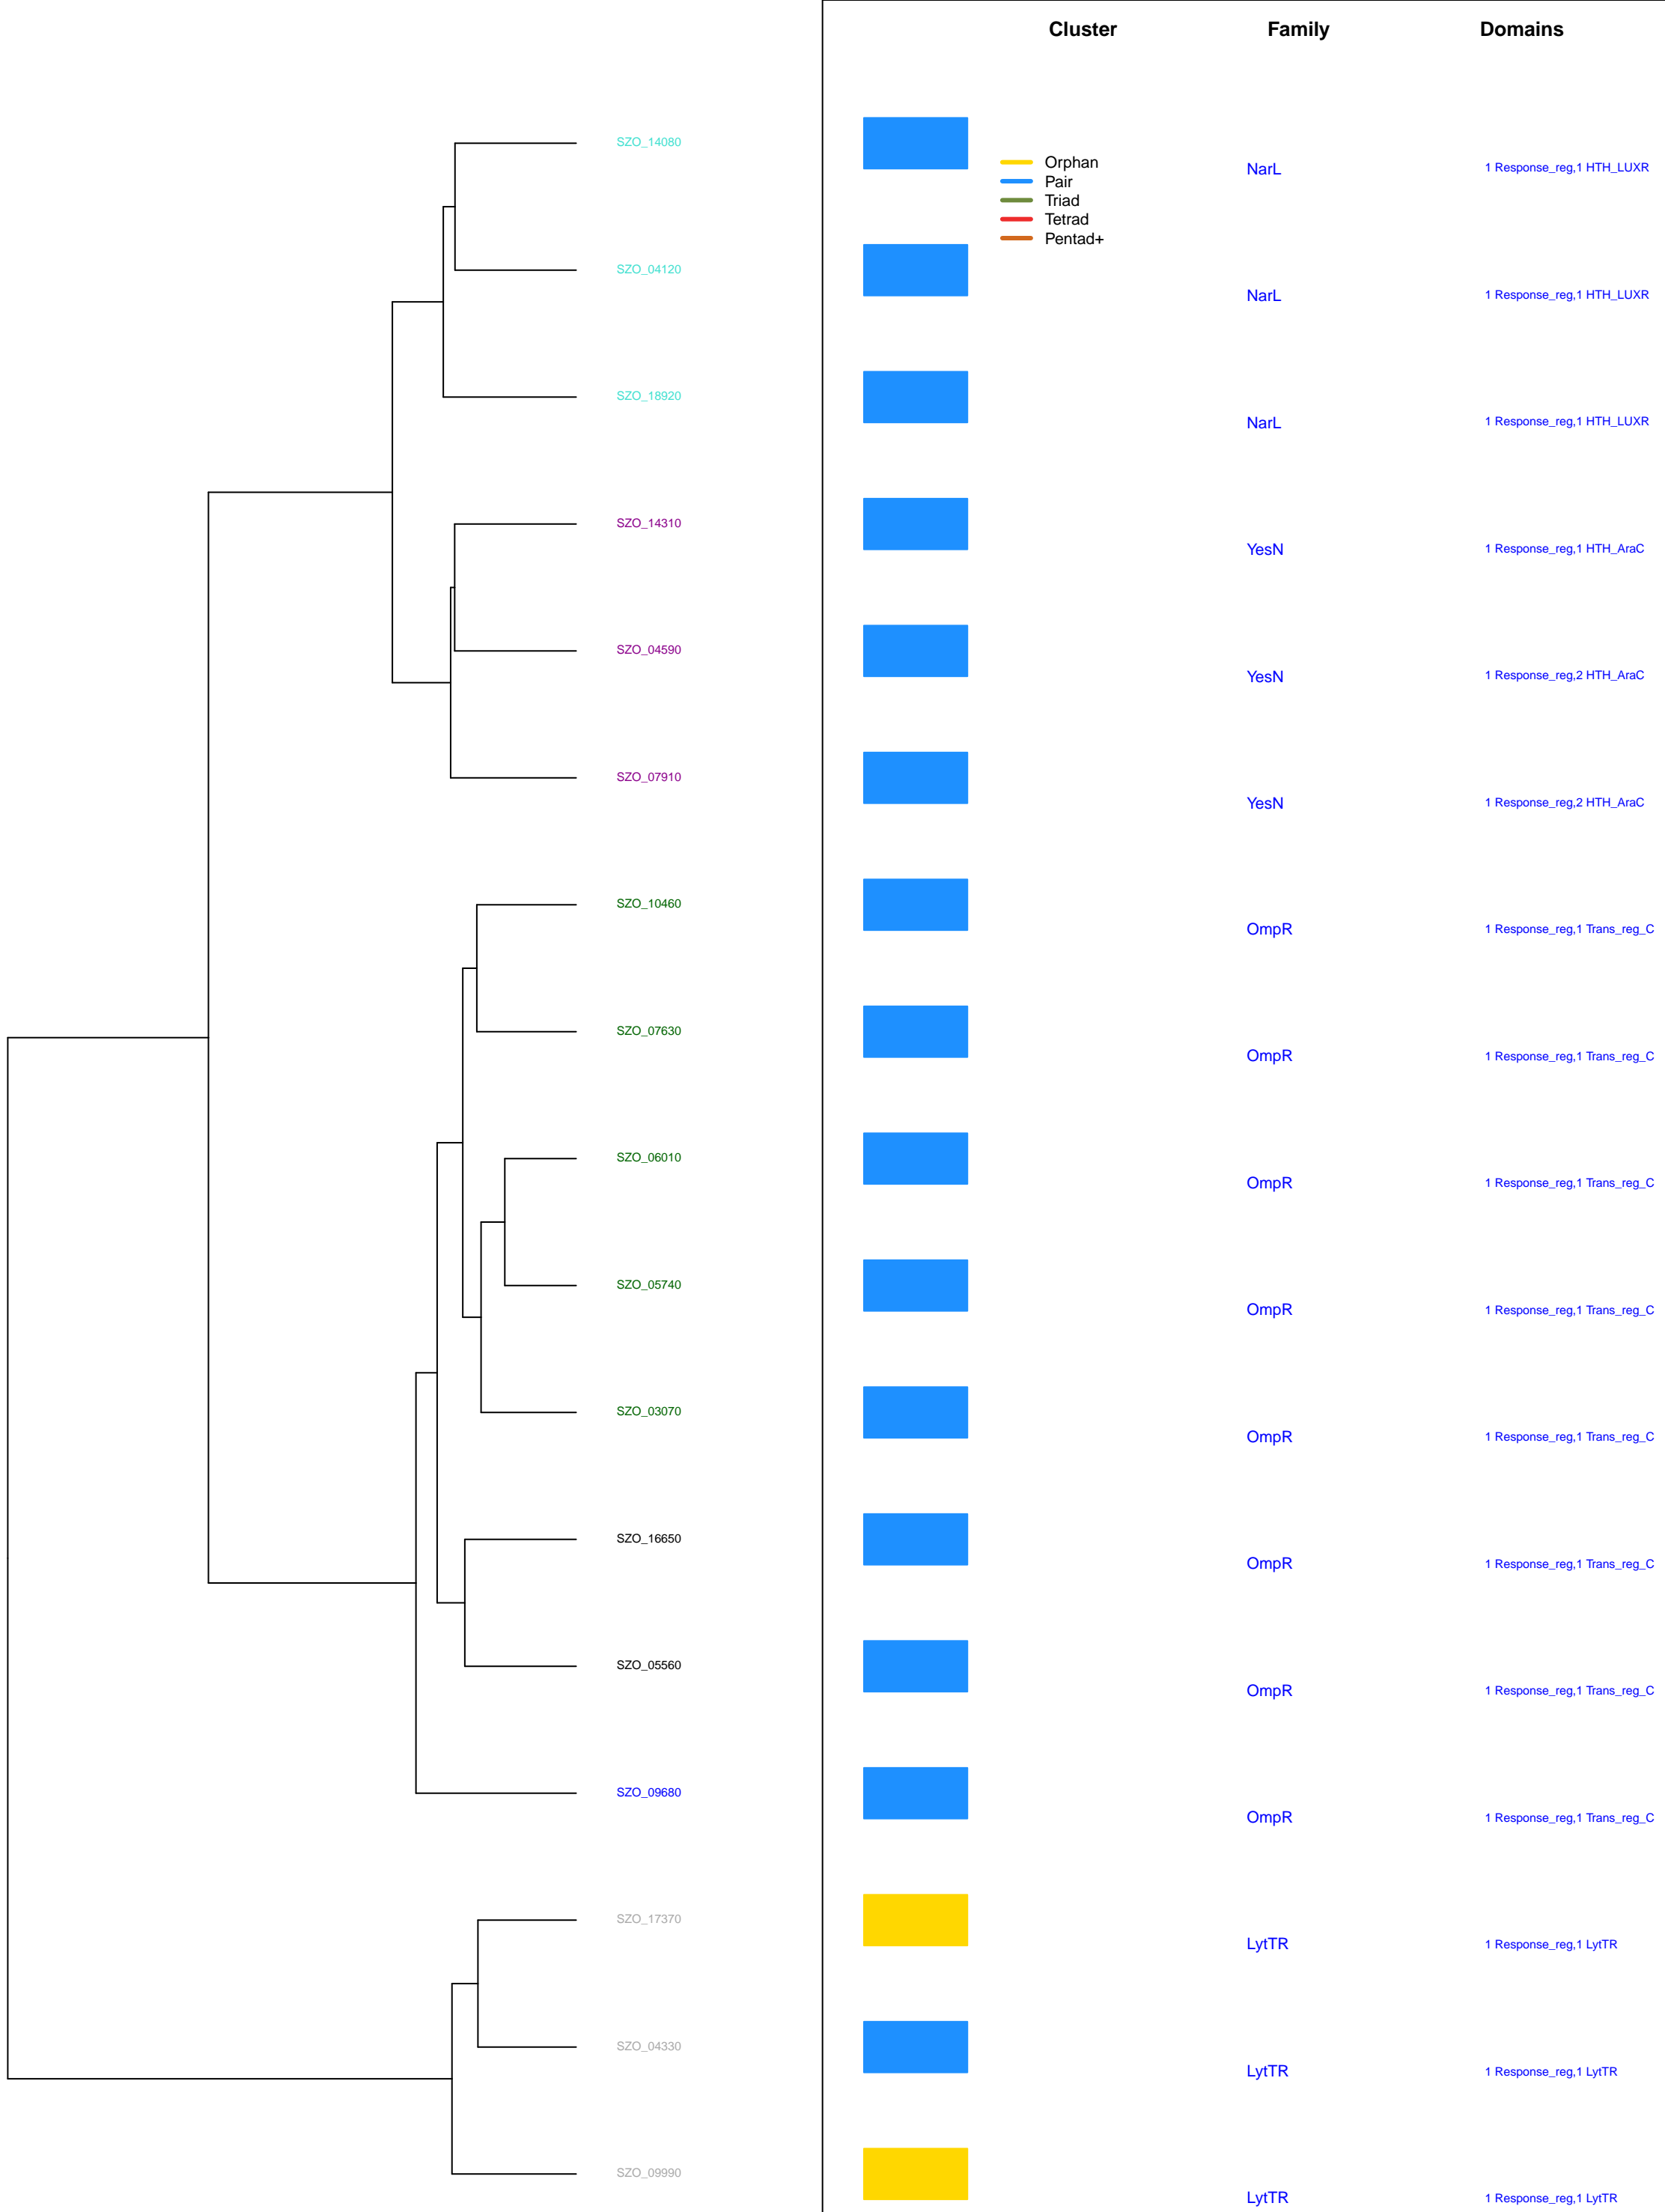 Cluster Family Domains
SZO_14080
Orphan
NarL 1 Response_reg,1 HTH_LUXR
Pair
Triad
Tetrad
Pentad+
SZO_04120
NarL 1 Response_reg,1 HTH_LUXR
SZO_18920
NarL 1 Response_reg,1 HTH_LUXR
SZO_14310
YesN 1 Response_reg,1 HTH_AraC
SZO_04590
YesN 1 Response_reg,2 HTH_AraC
SZO_07910
YesN 1 Response_reg,2 HTH_AraC
SZO_10460
OmpR 1 Response_reg,1 Trans_reg_C
SZO_07630
OmpR 1 Response_reg,1 Trans_reg_C
SZO_06010
OmpR 1 Response_reg,1 Trans_reg_C
SZO_05740
OmpR 1 Response_reg,1 Trans_reg_C
SZO_03070
OmpR 1 Response_reg,1 Trans_reg_C
SZO_16650
OmpR 1 Response_reg,1 Trans_reg_C
SZO_05560
OmpR 1 Response_reg,1 Trans_reg_C
SZO_09680
OmpR 1 Response_reg,1 Trans_reg_C
SZO_17370
LytTR 1 Response_reg,1 LytTR
SZO_04330
LytTR 1 Response_reg,1 LytTR
SZO_09990
LytTR 1 Response_reg,1 LytTR